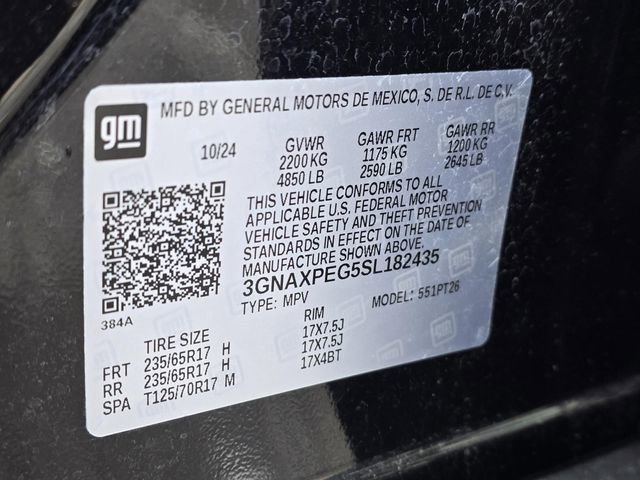 gm
MFD BY GENERAL MOTORS DE MEXICO, S. DE R.L. DE C.V.
10/24 GVWR GAWR FRT GAWR RR
2200 KG 1175 KG 1200 KG
4850 LB 2590 LB 2645 LB
THIS VEHICLE CONFORMS TO ALL
APPLICABLE U.S. FEDERAL MOTOR
VEHICLE SAFETY AND THEFT PREVENTION
STANDARDS IN EFFECT ON THE DATE OF
MANUFACTURE SHOWN ABOVE.
3GNAXPEG5SL182435
TYPE: MPV MODEL: 551PT26
384A
TIRE SIZE RIM
FRT 235/65R17 H 17X7.5J
RR 235/65R17 H 17X7.5J
SPA T125/70R17 M 17X4BT